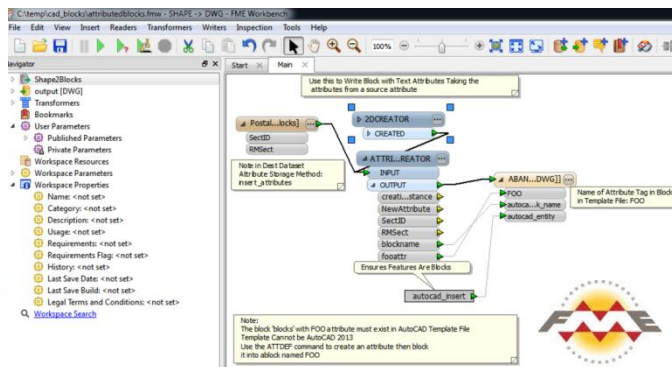 C:\temp\cad_blocks\attributedblocks.fmw - SHAPE -> DWG - FME Workbench
File Edit View Insert Readers Transformers Writers Inspection Tools Help
100%
Navigator
Start
Main
Shape2Blocks
output [DWG]
Transformers
Bookmarks
User Parameters
Published Parameters
Private Parameters
Workspace Resources
Workspace Parameters
Workspace Properties
Name: <not set>
Category: <not set>
Description: <not set>
Usage: <not set>
Requirements: <not set>
Requirements Flag: <not set>
History: <not set>
Last Save Date: <not set>
Last Save Build: <not set>
Legal Terms and Conditions: <not set>
Workspace Search
Use this to Write Block with Text Attributes Taking the
attributes from a source attribute
Postal...locks]
SectID
RMSect
2DCREATOR
CREATED
Note in Dest Dataset
Attribute Storage Method:
insert_attributes
ATTRI...REATOR
INPUT
OUTPUT
creati...stance
NewAttribute
SectID
RMSect
blockname
fooattr
ABAN...DWG]]
FOO
autoca...k_name
autocad_entity
Name of Attribute Tag in Block
in Template File: FOO
Ensures Features Are Blocks
autocad_insert
Note:
The block 'blocks' with FOO attribute must exist in AutoCAD Template File
Template Cannot be AutoCAD 2013
Use the ATTDEF command to create an attribute then block
it into ablock named FOO
FME